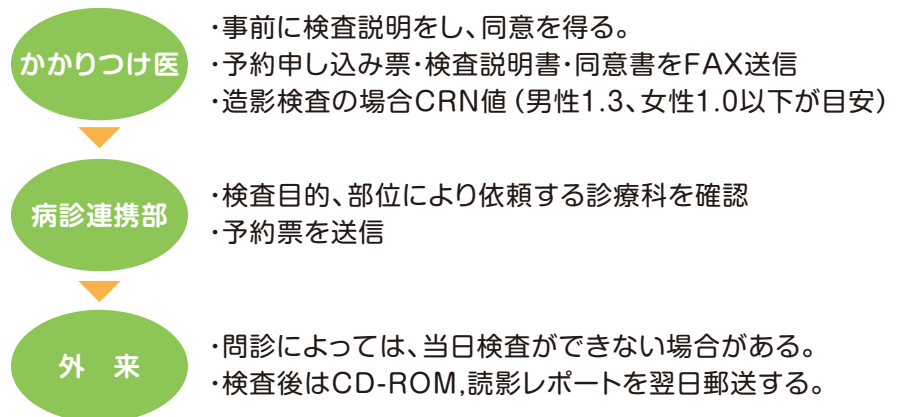 かかりつけ医
・事前に検査説明をし、同意を得る。
・予約申し込み票・検査説明書・同意書をFAX送信
・造影検査の場合CRN値（男性1.3、女性1.0以下が目安）
病診連携部
・検査目的、部位により依頼する診療科を確認
・予約票を送信
外　来
・問診によっては、当日検査ができない場合がある。
・検査後はCD-ROM,読影レポートを翌日郵送する。